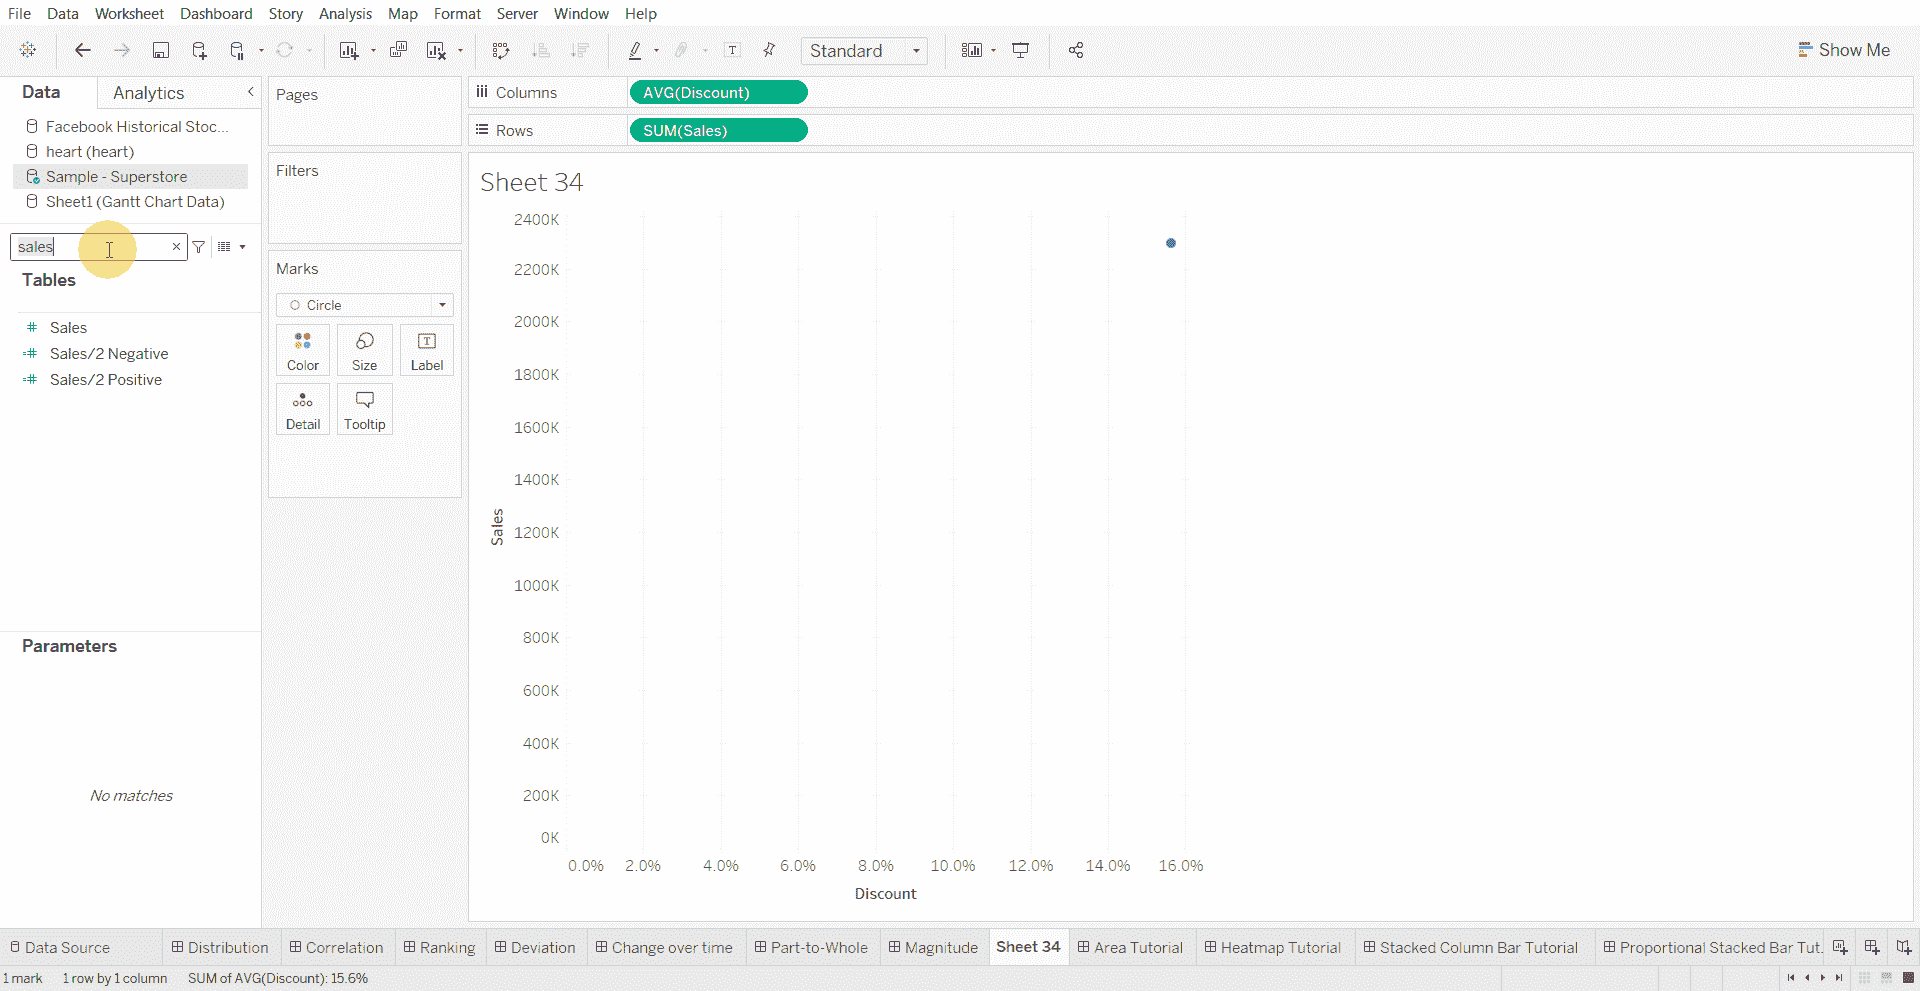 File Data Worksheet Dashboard Story Analysis Map Format Server Window Help
Standard
Show Me
Data Analytics
Facebook Historical Stoc...
heart (heart)
Sample - Superstore
Sheet1 (Gantt Chart Data)
sales
Tables
Sales
Sales/2 Negative
Sales/2 Positive
Parameters
No matches
Pages
Filters
Marks
Circle
Color Size Label
Detail Tooltip
Columns AVG(Discount)
Rows SUM(Sales)
Sheet 34
2400K
2200K
2000K
1800K
1600K
1400K
1200K
1000K
800K
600K
400K
200K
0K
Sales
0.0% 2.0% 4.0% 6.0% 8.0% 10.0% 12.0% 14.0% 16.0%
Discount
Data Source Distribution Correlation Ranking Deviation Change over time Part-to-Whole Magnitude Sheet 34 Area Tutorial Heatmap Tutorial Stacked Column Bar Tutorial Proportional Stacked Bar Tut.
1 mark 1 row by 1 column SUM of AVG(Discount): 15.6%